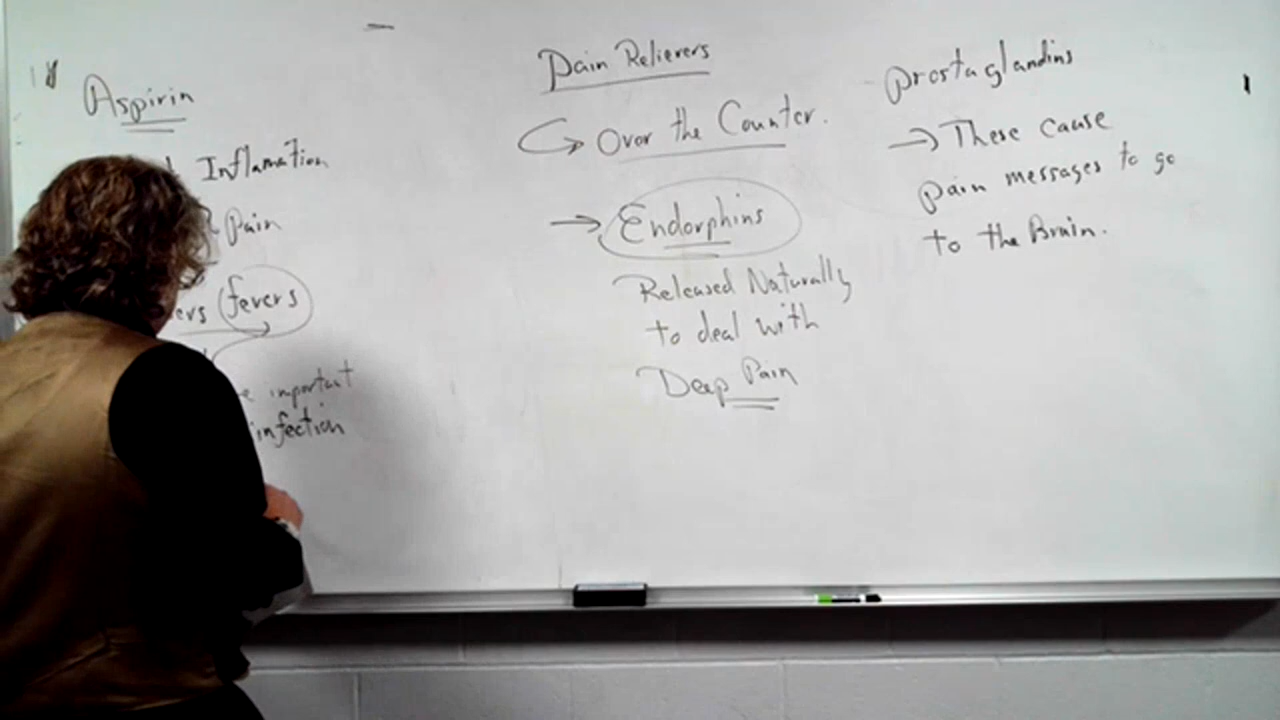 Aspirin
Inflamation
Pain
fevers
important
infection
Pain Relievers
Over the Counter.
Endorphins
Released Naturally
to deal with
Deep Pain
prostaglandins
→ These cause
pain messages to go
to the Brain.